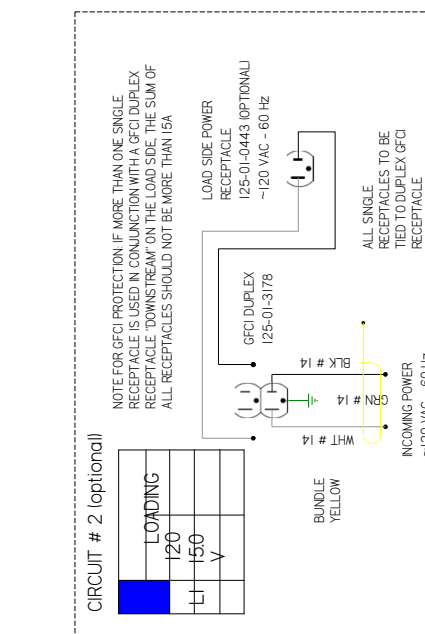 CIRCUIT # 2 (optional)
LOADING
120
L1 15.0
V
NOTE FOR GFCI PROTECTION: IF MORE THAN ONE SINGLE
RECEPTACLE IS USED IN CONJUNCTION WITH A GFCI DUPLEX
RECEPTACLE "DOWNSTREAM" ON THE LOAD SIDE, THE SUM OF
ALL RECEPTACLES SHOULD NOT BE MORE THAN 15A
LOAD SIDE POWER
RECEPTACLE
125-01-0443 (OPTIONAL)
~120 VAC - 60 Hz
GFCI DUPLEX
125-01-3178
BLK # 14
GRN # 14
WHT # 14
BUNDLE
YELLOW
ALL SINGLE
RECEPTACLES TO BE
TIED TO DUPLEX GFCI
RECEPTACLE
INCOMING POWER